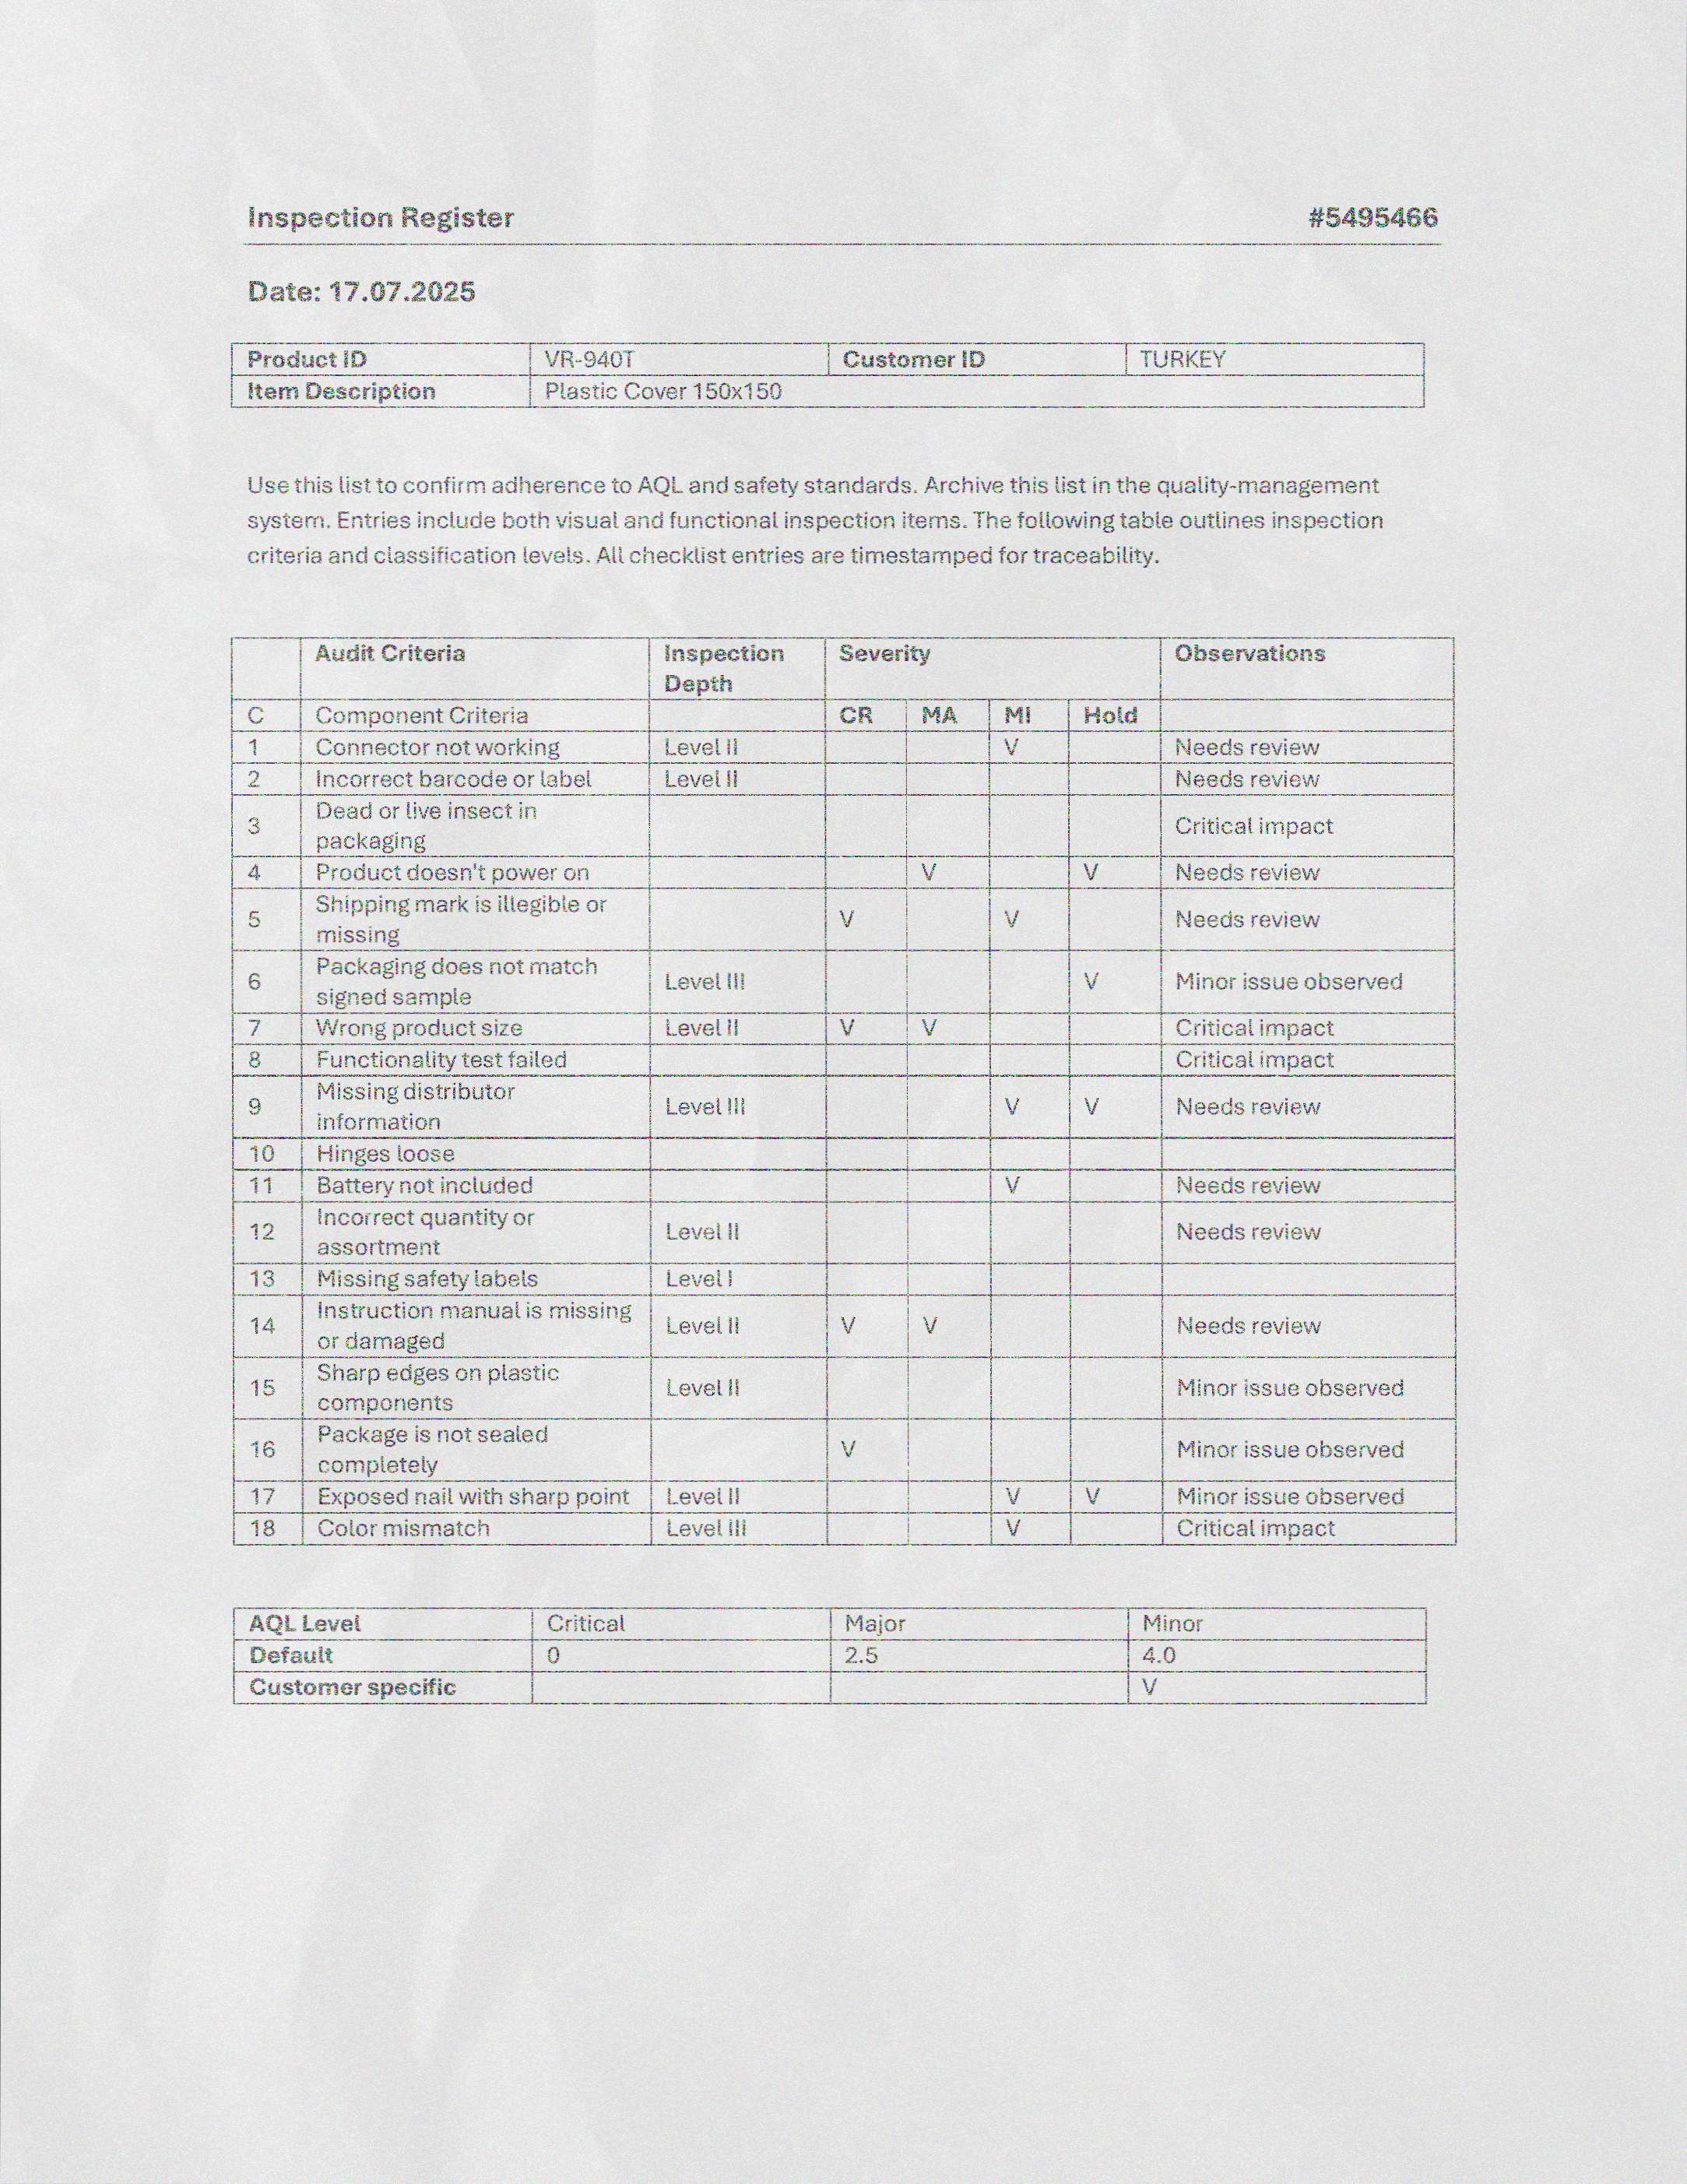 Inspection Register #5495466
Date: 17.07.2025
Product ID VR-940T Customer ID TURKEY
Item Description Plastic Cover 150x150
Use this list to confirm adherence to AQL and safety standards. Archive this list in the quality-management
system. Entries include both visual and functional inspection items. The following table outlines inspection
criteria and classification levels. All checklist entries are timestamped for traceability.
Audit Criteria Inspection Severity Observations
Depth
C Component Criteria CR MA MI Hold
1 Connector not working Level II V Needs review
2 Incorrect barcode or label Level II Needs review
3 Dead or live insect in Critical impact
packaging
4 Product doesn't power on V V Needs review
5 Shipping mark is illegible or V V Needs review
missing
6 Packaging does not match Level III V Minor issue observed
signed sample
7 Wrong product size Level II V V Critical impact
8 Functionality test failed Critical impact
9 Missing distributor Level III V V Needs review
information
10 Hinges loose
11 Battery not included V Needs review
12 Incorrect quantity or Level II Needs review
assortment
13 Missing safety labels Level I
14 Instruction manual is missing Level II V V Needs review
or damaged
15 Sharp edges on plastic Level II Minor issue observed
components
16 Package is not sealed V Minor issue observed
completely
17 Exposed nail with sharp point Level II V V Minor issue observed
18 Color mismatch Level III V Critical impact
AQL Level Critical Major Minor
Default 0 2.5 4.0
Customer specific V